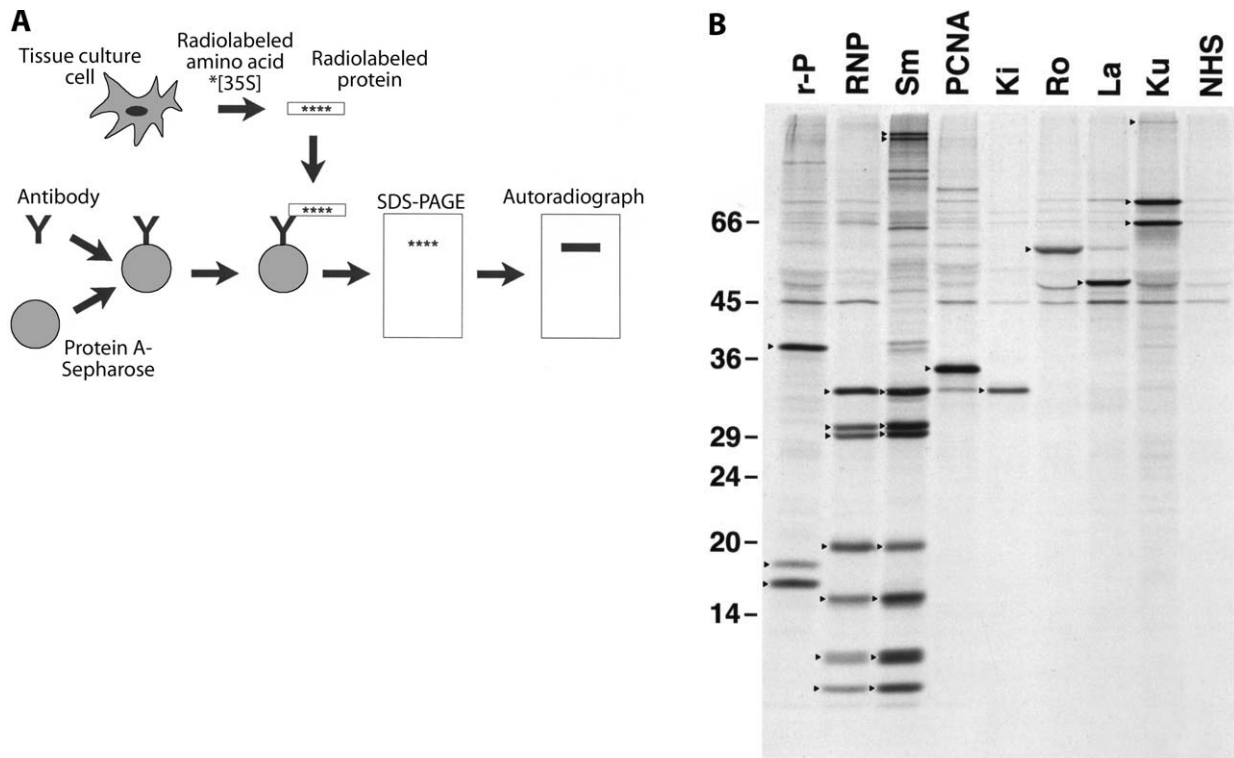 A
Tissue culture
cell
Radiolabeled
amino acid
*[35S]
Radiolabeled
protein
****
Antibody
Y
****
SDS-PAGE
****
Autoradiograph
Protein A-
Sepharose
B
r-P
RNP
Sm
PCNA
Ki
Ro
La
Ku
NHS
66
45
36
29
24
20
14